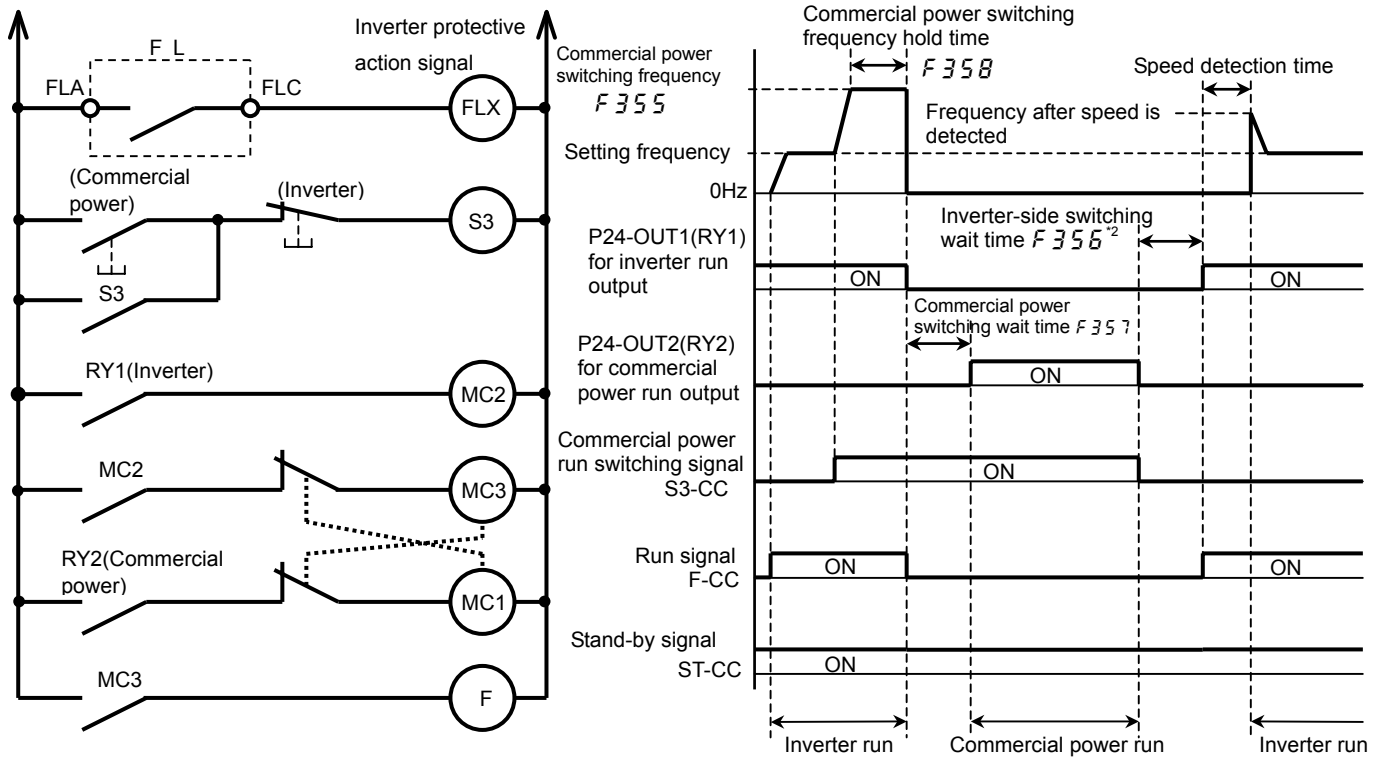 Inverter protective
action signal
F L
FLA
FLC
FLX
(Commercial
power)
(Inverter)
S3
S3
RY1(Inverter)
MC2
MC2
MC3
RY2(Commercial
power)
MC1
MC3
F
Commercial power switching
frequency hold time
F358
Commercial power
switching frequency
F355
Speed detection time
Frequency after speed is
detected
Setting frequency
0Hz
Inverter-side switching
wait time F356*2
P24-OUT1(RY1)
for inverter run
output
ON
ON
Commercial power
switching wait time F357
P24-OUT2(RY2)
for commercial
power run output
ON
Commercial power
run switching signal
S3-CC
ON
Run signal
F-CC
ON
ON
Stand-by signal
ST-CC
ON
Inverter run
Commercial power run
Inverter run